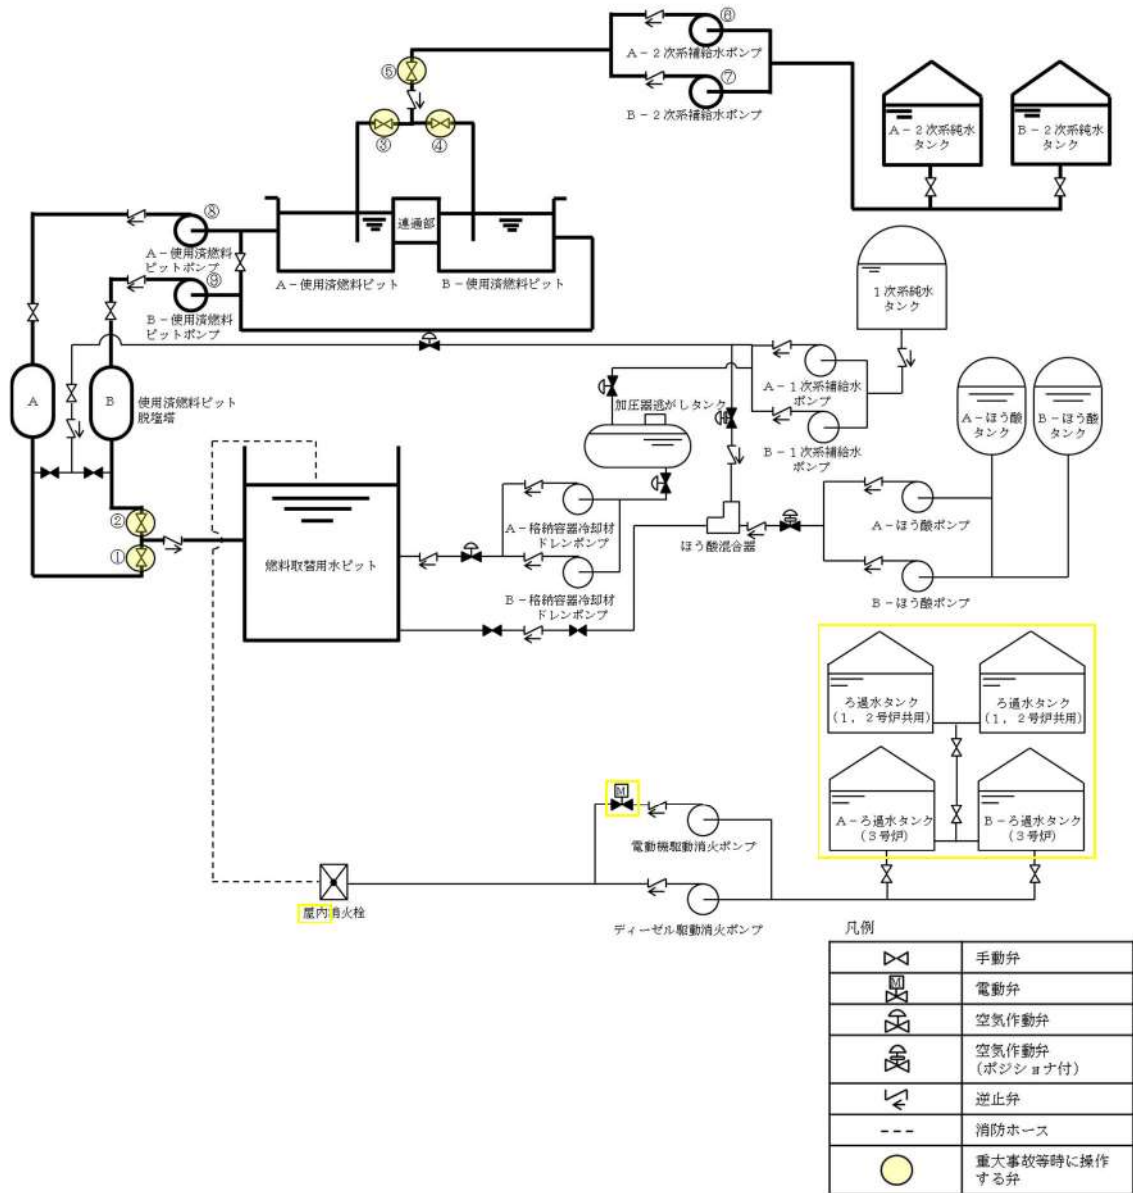 ⑥
A-2次系補給水ポンプ
⑤
⑦
B-2次系補給水ポンプ
③
④
A-2次系純水
タンク
B-2次系純水
タンク
⑧
連通部
A-使用済燃料
ピットポンプ
A-使用済燃料ピット
B-使用済燃料ピット
⑨
B-使用済燃料
ピットポンプ
1次系純水
タンク
A
B
使用済燃料ピット
脱塩塔
加圧器逃がしタンク
A-1次系補給水
ポンプ
B-1次系補給水
ポンプ
A-ほう酸
タンク
B-ほう酸
タンク
②
①
燃料取替用水ピット
A-格納容器冷却材
ドレンポンプ
B-格納容器冷却材
ドレンポンプ
ほう酸混合器
A-ほう酸ポンプ
B-ほう酸ポンプ
ろ過水タンク
(1,2号炉共用)
ろ過水タンク
(1,2号炉共用)
A-ろ過水タンク
(3号炉)
B-ろ過水タンク
(3号炉)
M
電動機駆動消火ポンプ
屋内消火栓
ディーゼル駆動消火ポンプ
凡例
手動弁
M
電動弁
空気作動弁
空気作動弁
(ポジショナ付)
逆止弁
消防ホース
重大事故等時に操作
する弁